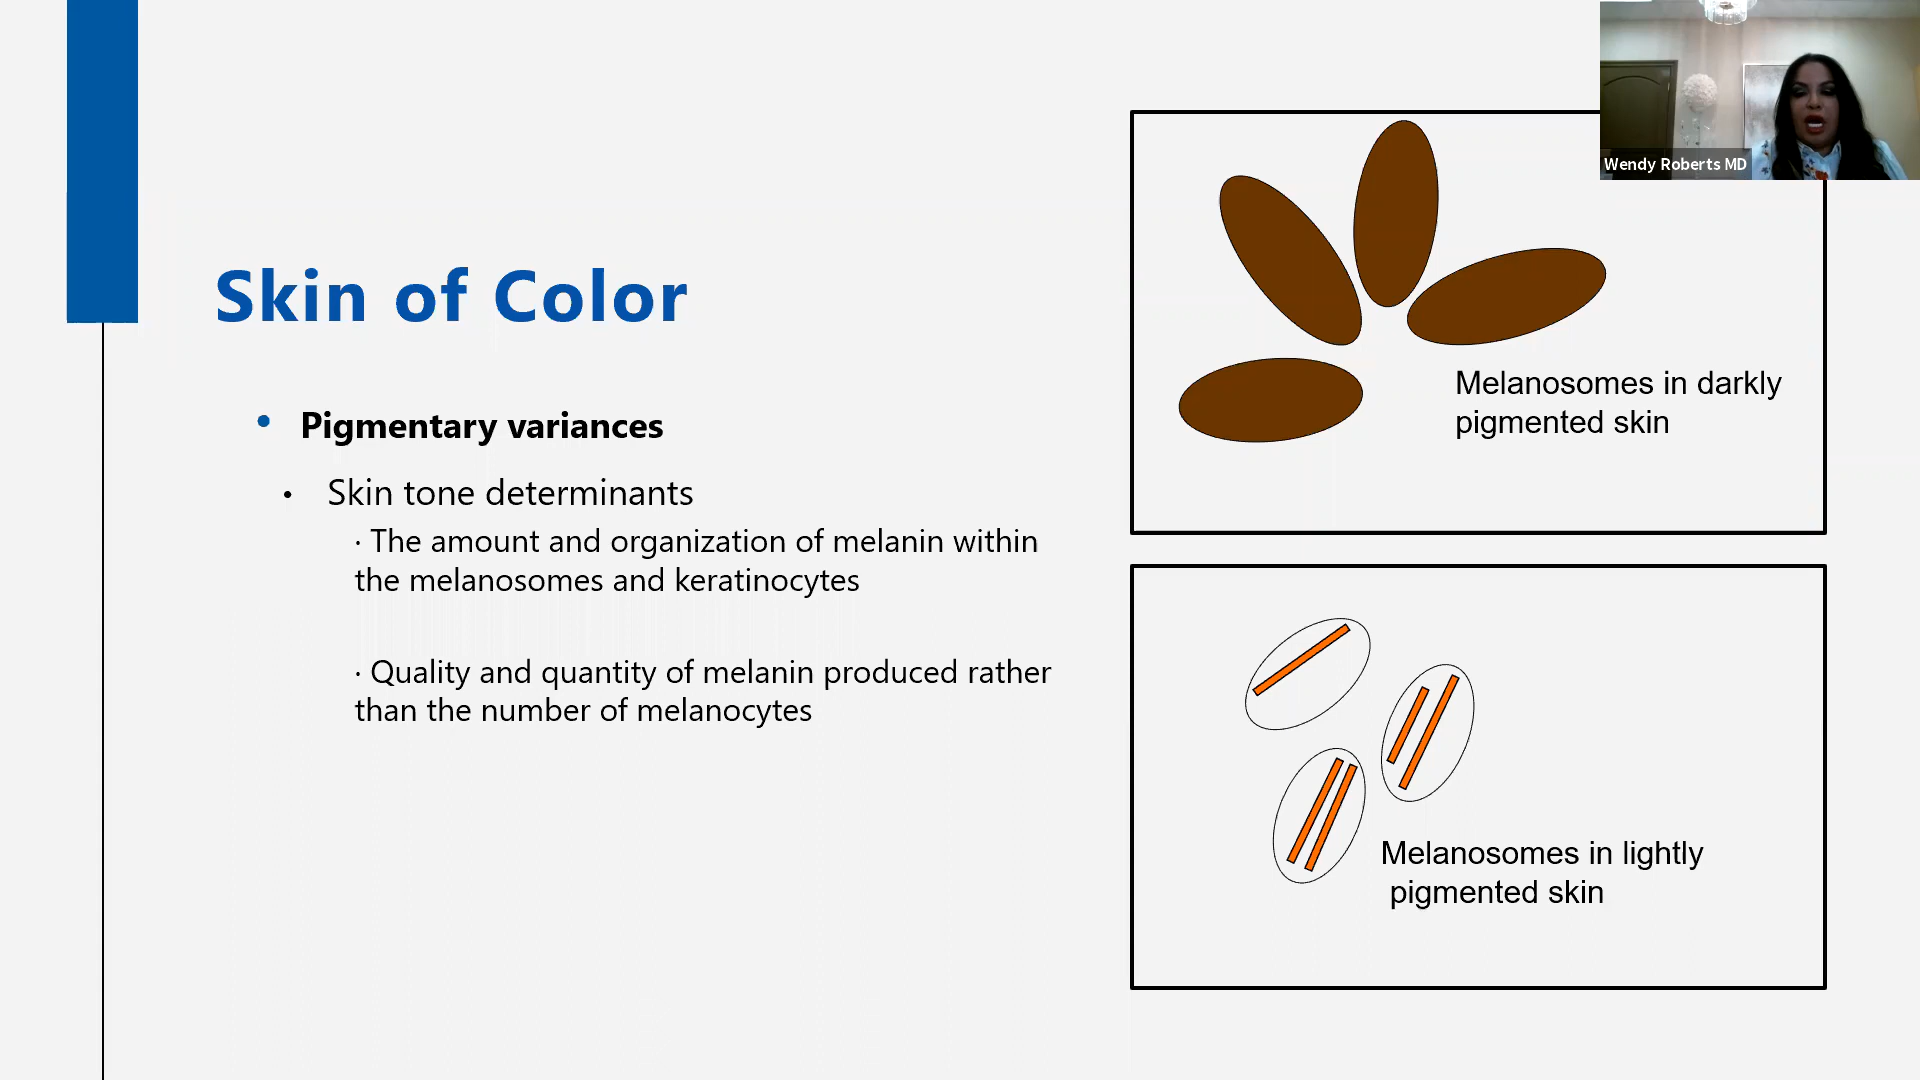 Skin of Color
• Pigmentary variances
• Skin tone determinants
· The amount and organization of melanin within
the melanosomes and keratinocytes
· Quality and quantity of melanin produced rather
than the number of melanocytes
Wendy Roberts MD
Melanosomes in darkly
pigmented skin
Melanosomes in lightly
pigmented skin